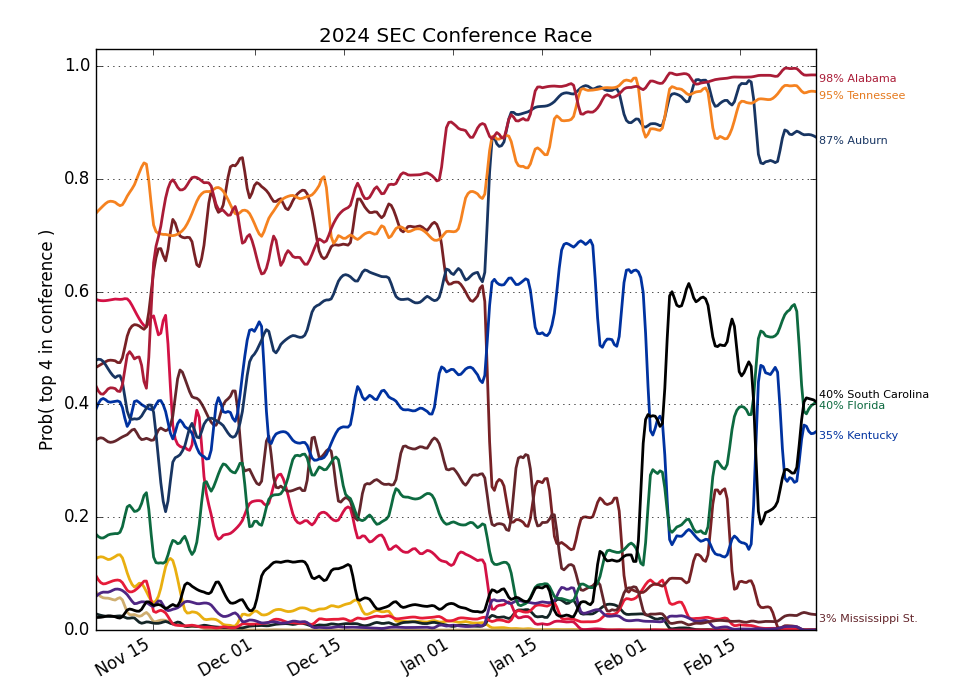 2024 SEC Conference Race
Prob( top 4 in conference )
1.0
0.8
0.6
0.4
0.2
0.0
98% Alabama
95% Tennessee
87% Auburn
40% South Carolina
40% Florida
35% Kentucky
3% Mississippi St.
Nov 15
Dec 01
Dec 15
Jan 01
Jan 15
Feb 01
Feb 15